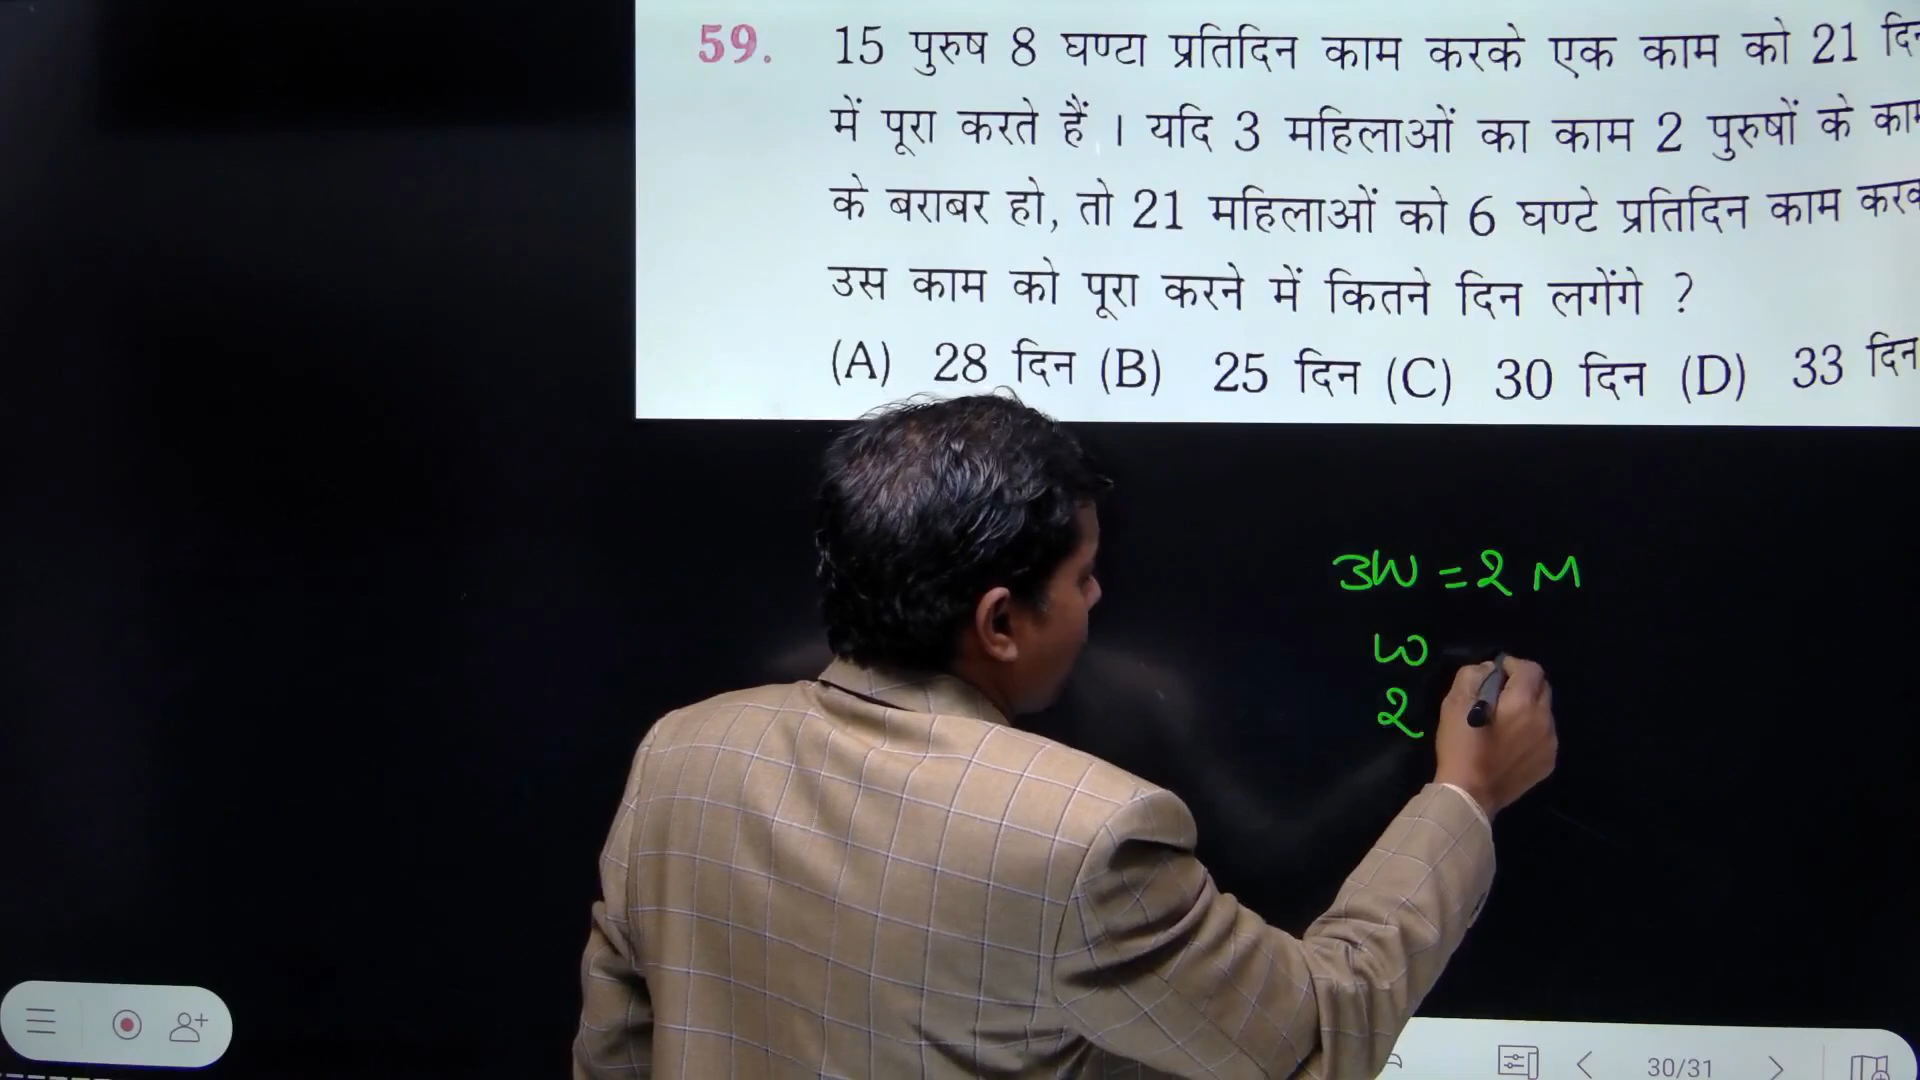 59. 15 पुरुष 8 घण्टा प्रतिदिन काम करके एक काम को 21 दिन
में पूरा करते हैं । यदि 3 महिलाओं का काम 2 पुरुषों के काम
के बराबर हो, तो 21 महिलाओं को 6 घण्टे प्रतिदिन काम करके
उस काम को पूरा करने में कितने दिन लगेंगे ?
(A) 28 दिन (B) 25 दिन (C) 30 दिन (D) 33 दिन
3W = 2 M
W
2
30/31